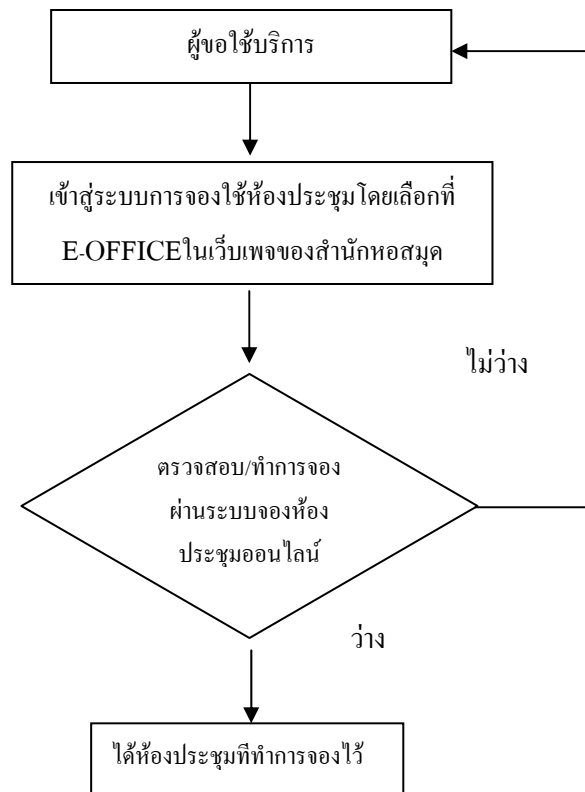 ผู้ขอใช้บริการ
เข้าสู่ระบบการจองใช้ห้องประชุมโดยเลือกที่
E-OFFICEในเว็บเพจของสำนักหอสมุด
ไม่ว่าง
ตรวจสอบ/ทำการจอง
ผ่านระบบจองห้อง
ประชุมออนไลน์
ว่าง
ได้ห้องประชุมที่ทำการจองไว้